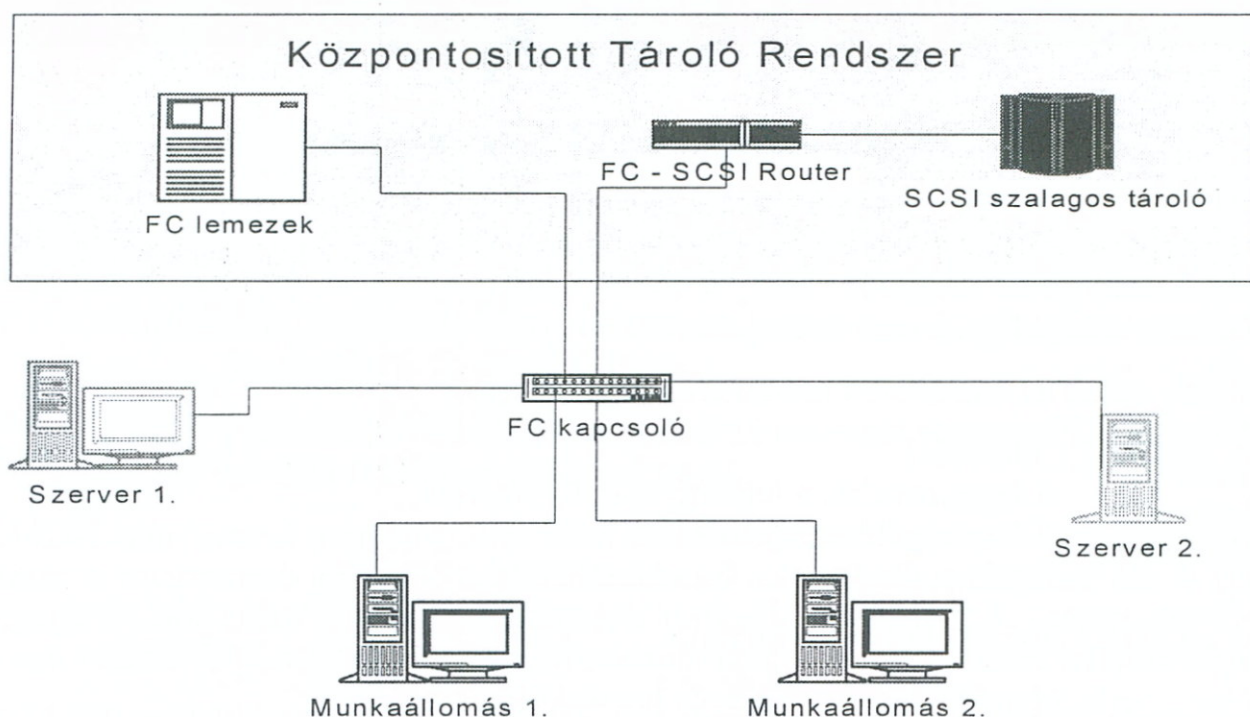 Központosított Tároló Rendszer
FC lemezek
FC - SCSI Router
SCSI szalagos tároló
FC kapcsoló
Szerver 1.
Szerver 2.
Munkaállomás 1.
Munkaállomás 2.